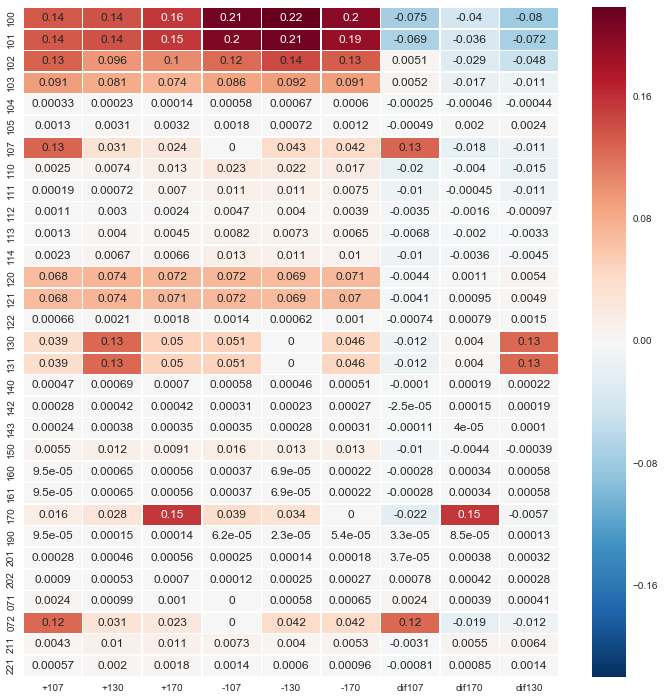 100 0.14 0.14 0.16 0.21 0.22 0.2 -0.075 -0.04 -0.08
101 0.14 0.14 0.15 0.2 0.21 0.19 -0.069 -0.036 -0.072
102 0.13 0.096 0.1 0.12 0.14 0.13 0.0051 -0.029 -0.048
103 0.091 0.081 0.074 0.086 0.092 0.091 0.0052 -0.017 -0.011
104 0.00033 0.00023 0.00014 0.00058 0.00067 0.0006 -0.00025 -0.00046 -0.00044
105 0.0013 0.0031 0.0032 0.0018 0.00072 0.0012 -0.00049 0.002 0.0024
107 0.13 0.031 0.024 0 0.043 0.042 0.13 -0.018 -0.011
110 0.0025 0.0074 0.013 0.023 0.022 0.017 -0.02 -0.004 -0.015
111 0.00019 0.00072 0.007 0.011 0.011 0.0075 -0.01 -0.00045 -0.011
112 0.0011 0.003 0.0024 0.0047 0.004 0.0039 -0.0035 -0.0016 -0.00097
113 0.0013 0.004 0.0045 0.0082 0.0073 0.0065 -0.0068 -0.002 -0.0033
114 0.0023 0.0067 0.0066 0.013 0.011 0.01 -0.01 -0.0036 -0.0045
120 0.068 0.074 0.072 0.072 0.069 0.071 -0.0044 0.0011 0.0054
121 0.068 0.074 0.071 0.072 0.069 0.07 -0.0041 0.00095 0.0049
122 0.00066 0.0021 0.0018 0.0014 0.00062 0.001 -0.00074 0.00079 0.0015
130 0.039 0.13 0.05 0.051 0 0.046 -0.012 0.004 0.13
131 0.039 0.13 0.05 0.051 0 0.046 -0.012 0.004 0.13
140 0.00047 0.00069 0.0007 0.00058 0.00046 0.00051 -0.0001 0.00019 0.00022
142 0.00028 0.00042 0.00042 0.00031 0.00023 0.00027 -2.5e-05 0.00015 0.00019
143 0.00024 0.00038 0.00035 0.00035 0.00028 0.00031 -0.00011 4e-05 0.0001
150 0.0055 0.012 0.0091 0.016 0.013 0.013 -0.01 -0.0044 -0.00039
160 9.5e-05 0.00065 0.00056 0.00037 6.9e-05 0.00022 -0.00028 0.00034 0.00058
161 9.5e-05 0.00065 0.00056 0.00037 6.9e-05 0.00022 -0.00028 0.00034 0.00058
170 0.016 0.028 0.15 0.039 0.034 0 -0.022 0.15 -0.0057
190 9.5e-05 0.00015 0.00014 6.2e-05 2.3e-05 5.4e-05 3.3e-05 8.5e-05 0.00013
201 0.00028 0.00046 0.00056 0.00025 0.00014 0.00018 3.7e-05 0.00038 0.00032
202 0.0009 0.00053 0.0007 0.00012 0.00025 0.00027 0.00078 0.00042 0.00028
071 0.0024 0.00099 0.001 0 0.00058 0.00065 0.0024 0.00039 0.00041
072 0.12 0.031 0.023 0 0.042 0.042 0.12 -0.019 -0.012
211 0.0043 0.01 0.011 0.0073 0.004 0.0053 -0.0031 0.0055 0.0064
221 0.00057 0.002 0.0018 0.0014 0.0006 0.00096 -0.00081 0.00085 0.0014
+107 +130 +170 -107 -130 -170 dif107 dif170 dif130
0.16
0.08
0.00
−0.08
−0.16